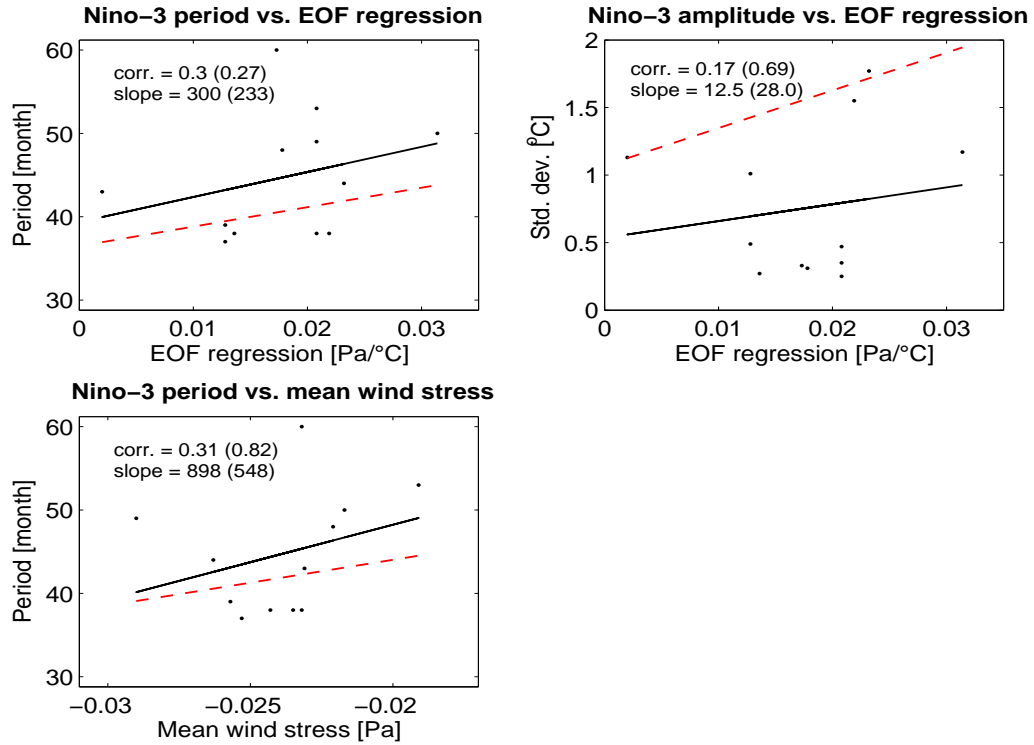 Nino−3 period vs. EOF regression
corr. = 0.3 (0.27)
slope = 300 (233)
Period [month]
60
50
40
30
0
0.01
0.02
0.03
EOF regression [Pa/°C]
Nino−3 amplitude vs. EOF regression
corr. = 0.17 (0.69)
slope = 12.5 (28.0)
Std. dev. [ºC]
2
1.5
1
0.5
0
0
0.01
0.02
0.03
EOF regression [Pa/°C]
Nino−3 period vs. mean wind stress
corr. = 0.31 (0.82)
slope = 898 (548)
Period [month]
60
50
40
30
−0.03
−0.025
−0.02
Mean wind stress [Pa]